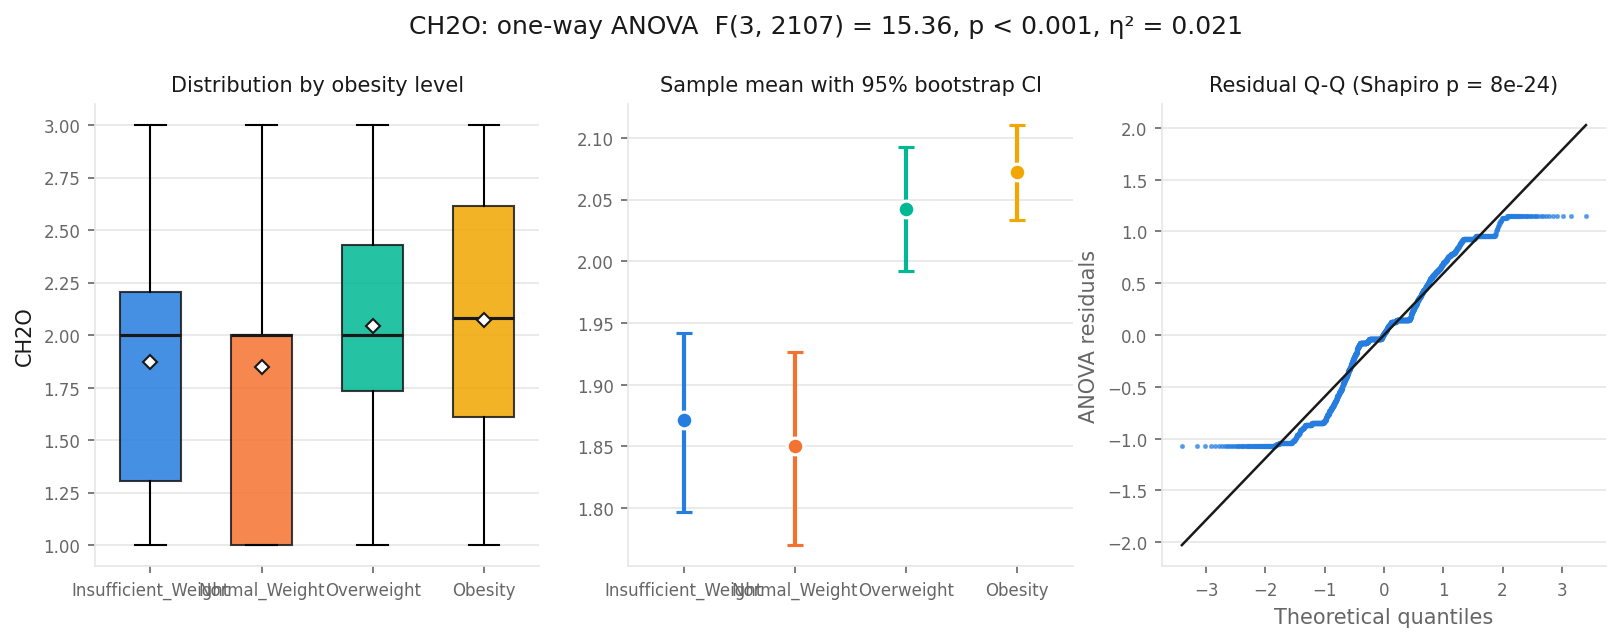 CH2O: one-way ANOVA  F(3, 2107) = 15.36, p < 0.001, η² = 0.021
Distribution by obesity level
CH2O
3.00
2.75
2.50
2.25
2.00
1.75
1.50
1.25
1.00
Insufficient_Weight
Normal_Weight
Overweight
Obesity
Sample mean with 95% bootstrap CI
2.10
2.05
2.00
1.95
1.90
1.85
1.80
Insufficient_Weight
Normal_Weight
Overweight
Obesity
Residual Q-Q (Shapiro p = 8e-24)
ANOVA residuals
2.0
1.5
1.0
0.5
0.0
−0.5
−1.0
−1.5
−2.0
−3
−2
−1
0
1
2
3
Theoretical quantiles